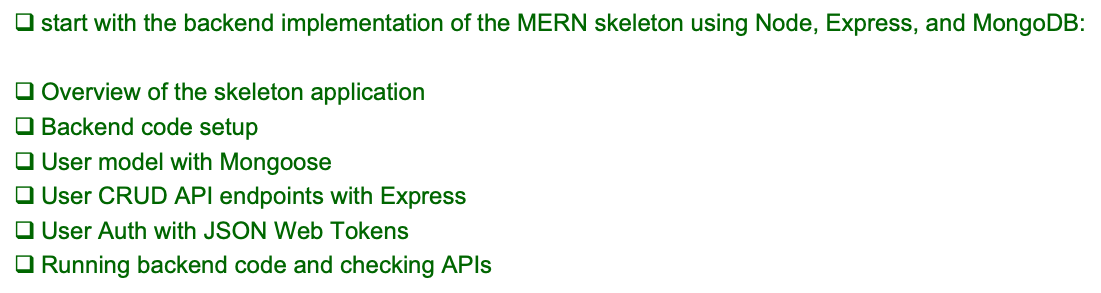 ❑ start with the backend implementation of the MERN skeleton using Node, Express, and MongoDB:
❑ Overview of the skeleton application
❑ Backend code setup
❑ User model with Mongoose
❑ User CRUD API endpoints with Express
❑ User Auth with JSON Web Tokens
❑ Running backend code and checking APIs